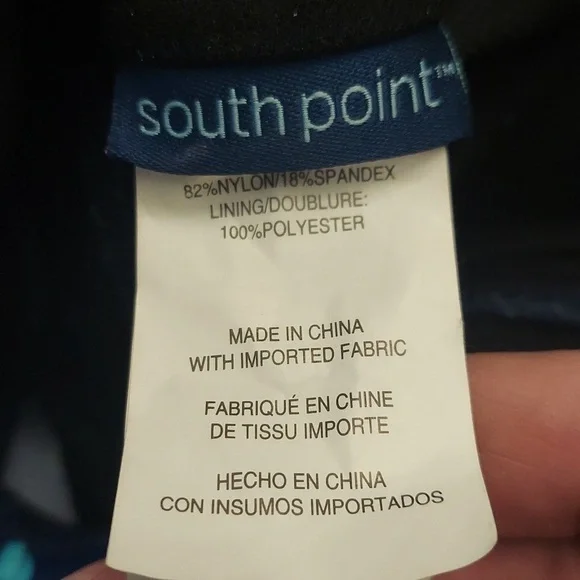 south point™
82%NYLON/18%SPANDEX
LINING/DOUBLURE:
100%POLYESTER
MADE IN CHINA
WITH IMPORTED FABRIC
FABRIQUÉ EN CHINE
DE TISSU IMPORTE
HECHO EN CHINA
CON INSUMOS IMPORTADOS